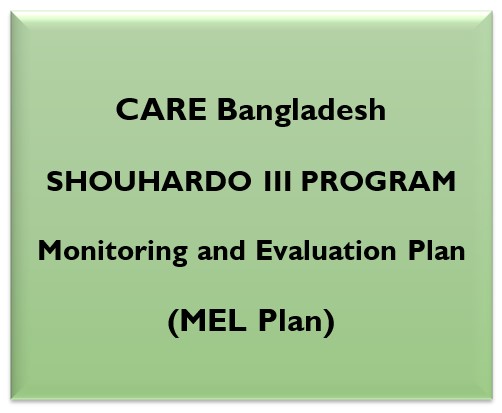 CARE Bangladesh
SHOUHARDO III PROGRAM
Monitoring and Evaluation Plan
(MEL Plan)